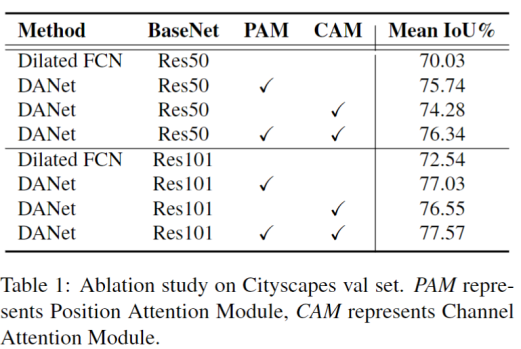 Method BaseNet PAM CAM Mean IoU%
Dilated FCN Res50 70.03
DANet Res50 ✓ 75.74
DANet Res50 ✓ 74.28
DANet Res50 ✓ ✓ 76.34
Dilated FCN Res101 72.54
DANet Res101 ✓ 77.03
DANet Res101 ✓ 76.55
DANet Res101 ✓ ✓ 77.57
Table 1: Ablation study on Cityscapes val set. PAM repre-
sents Position Attention Module, CAM represents Channel
Attention Module.